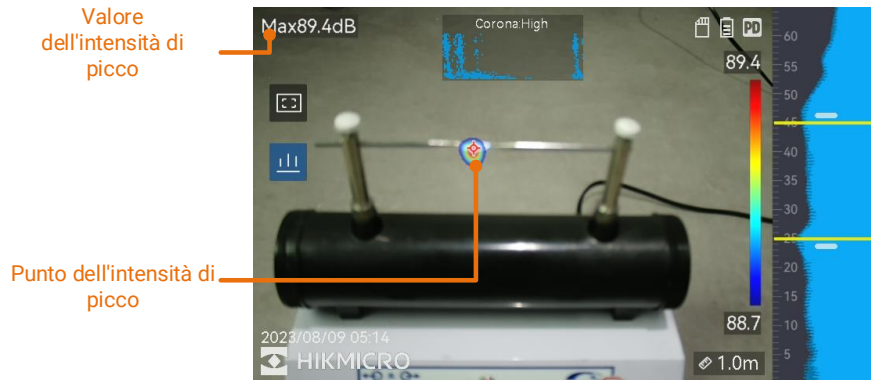 Valore
dell'intensità di
picco
Max89.4dB
Corona:High
PD
89.4
60
55
50
45
40
35
30
25
20
15
10
5
Punto dell'intensità di
picco
88.7
2023/08/09 05:14
HIKMICRO
1.0m